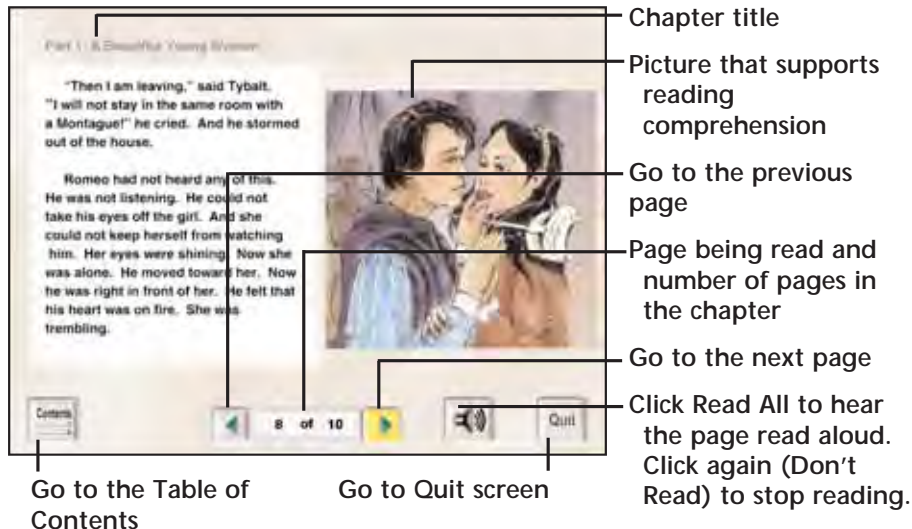 Part 1: A Beautiful Young Woman
"Then I am leaving," said Tybalt.
"I will not stay in the same room with
a Montague!" he cried. And he stormed
out of the house.
Romeo had not heard any of this.
He was not listening. He could not
take his eyes off the girl. And she
could not keep herself from watching
him. Her eyes were shining. Now she
was alone. He moved toward her. Now
he was right in front of her. He felt that
his heart was on fire. She was
trembling.
Contents
8 of 10
Quit
Chapter title
Picture that supports
reading
comprehension
Go to the previous
page
Page being read and
number of pages in
the chapter
Go to the next page
Click Read All to hear
the page read aloud.
Click again (Don't
Read) to stop reading.
Go to the Table of
Contents
Go to Quit screen